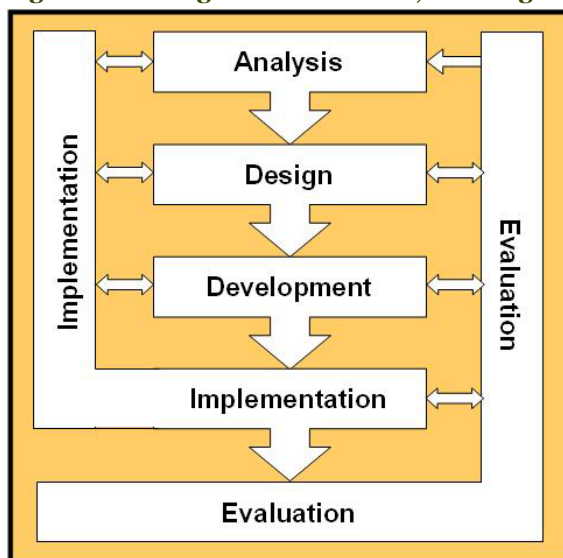 Analysis
Design
Development
Implementation
Evaluation
Implementation
Evaluation